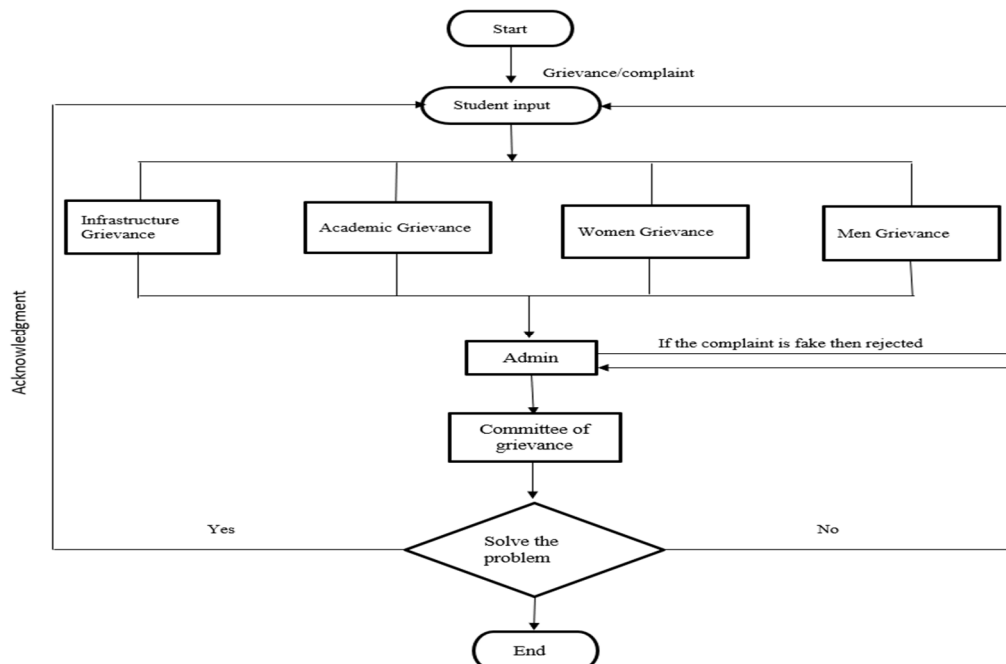 Start
Grievance/complaint
Student input
Infrastructure
Grievance
Academic Grievance
Women Grievance
Men Grievance
Acknowledgment
If the complaint is fake then rejected
Admin
Committee of
grievance
Yes
No
Solve the
problem
End